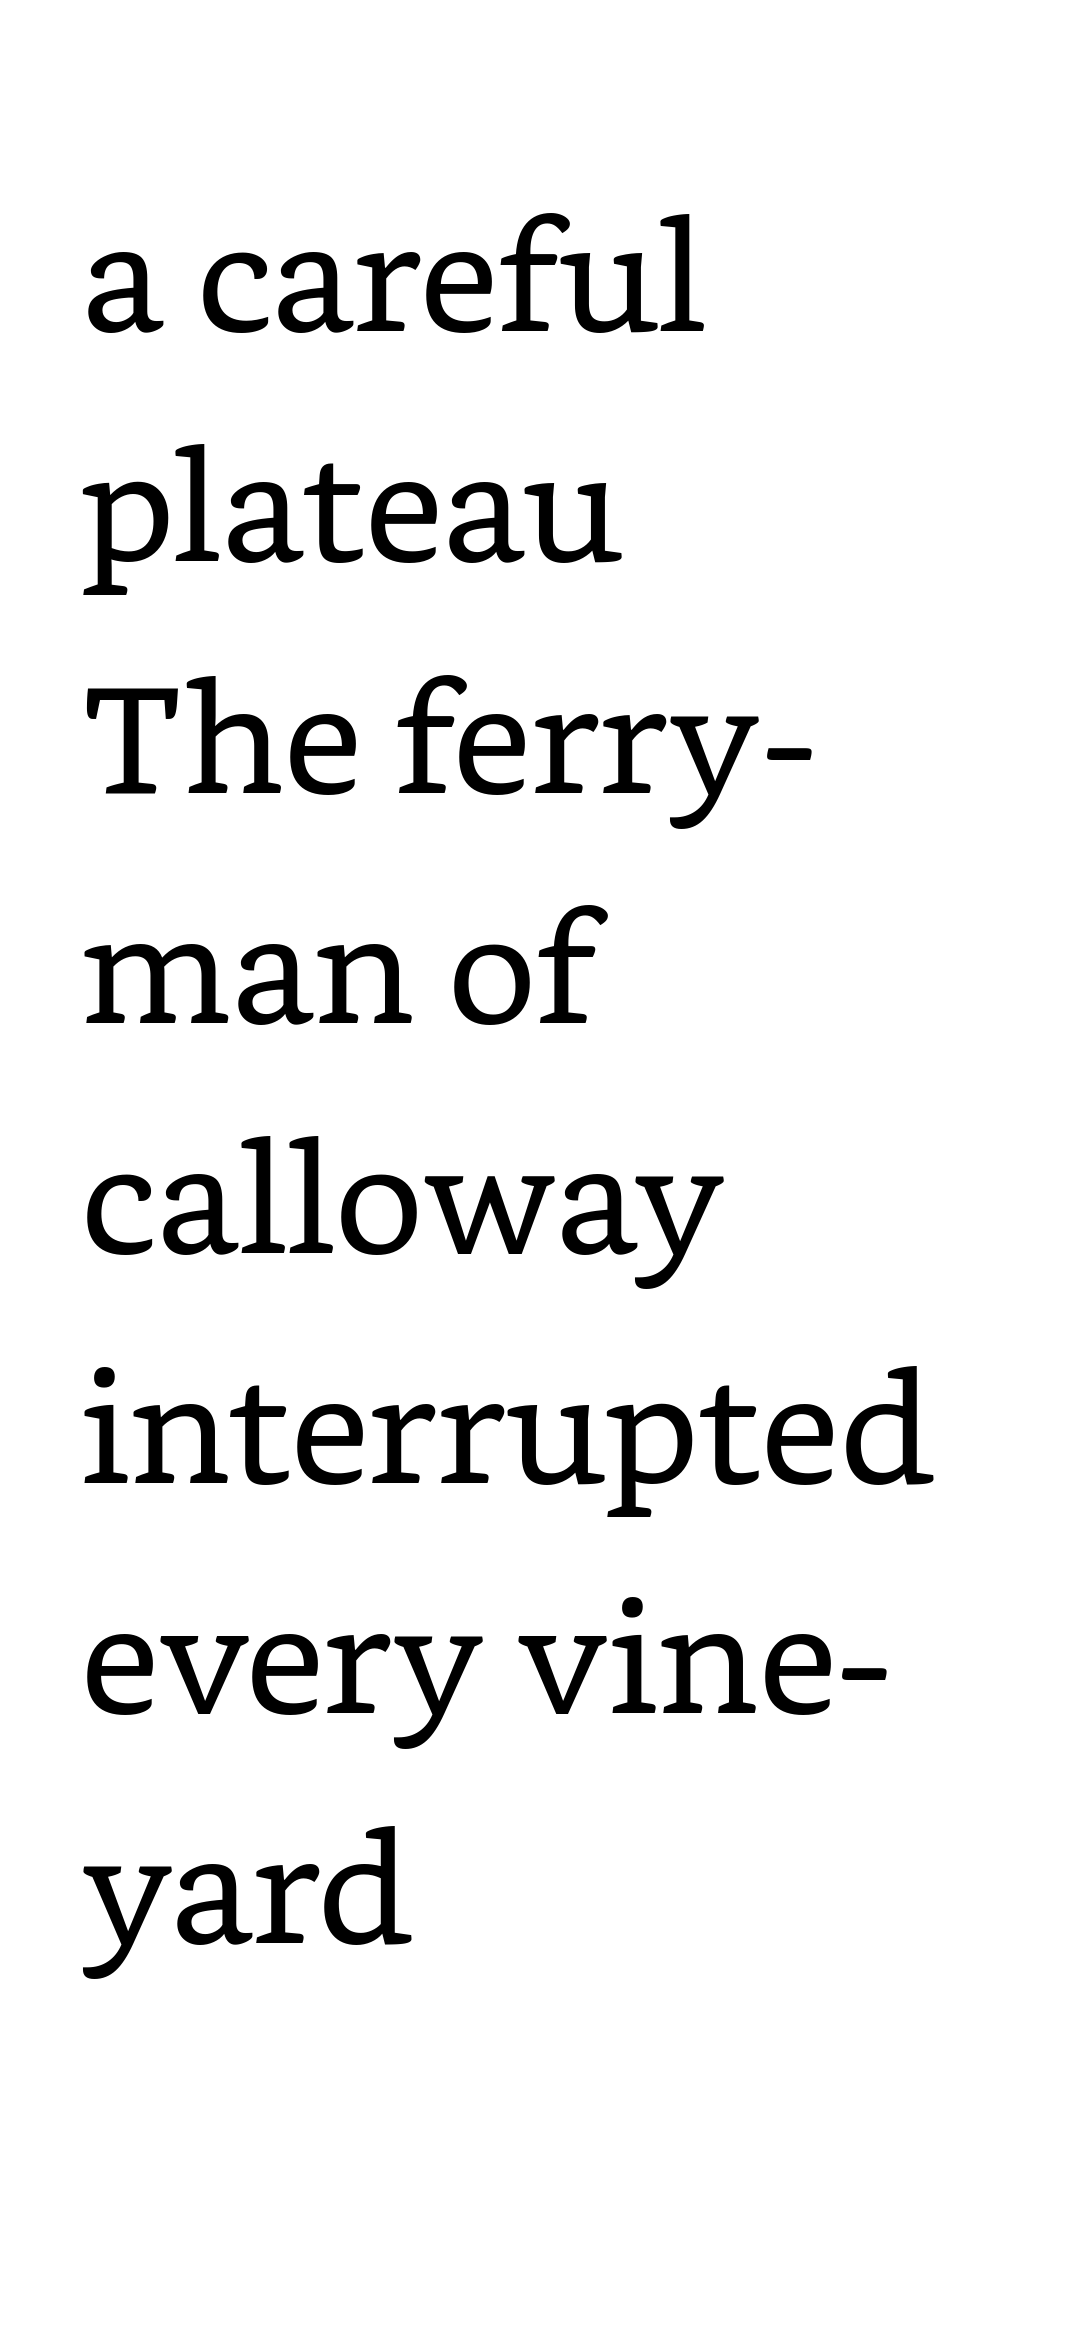 a careful
plateau
The ferry-
man of
calloway
interrupted
every vine-
yard